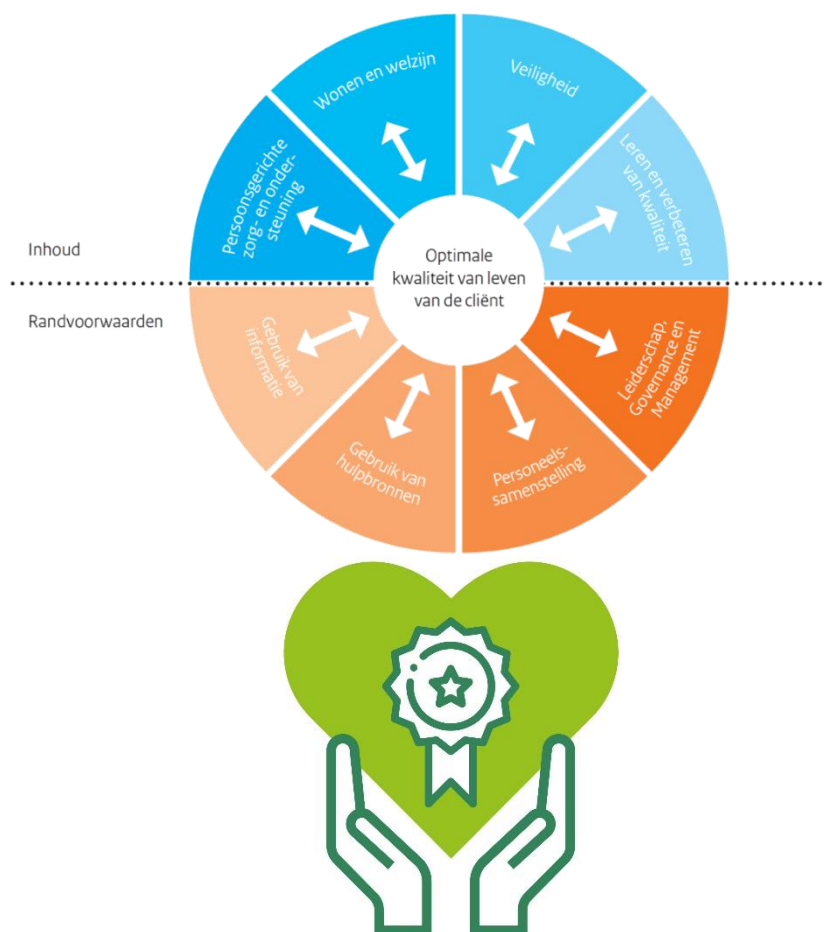 Wonen en welzijn
Veiligheid
Persoonsgerichte
zorg- en onder-
steuning
Leren en verbeteren
van kwaliteit
Inhoud
Optimale
kwaliteit van leven
van de cliënt
Randvoorwaarden
Gebruik van
informatie
Leiderschap,
Governance en
Management
Gebruik van
hulpbronnen
Personeels-
samenstelling